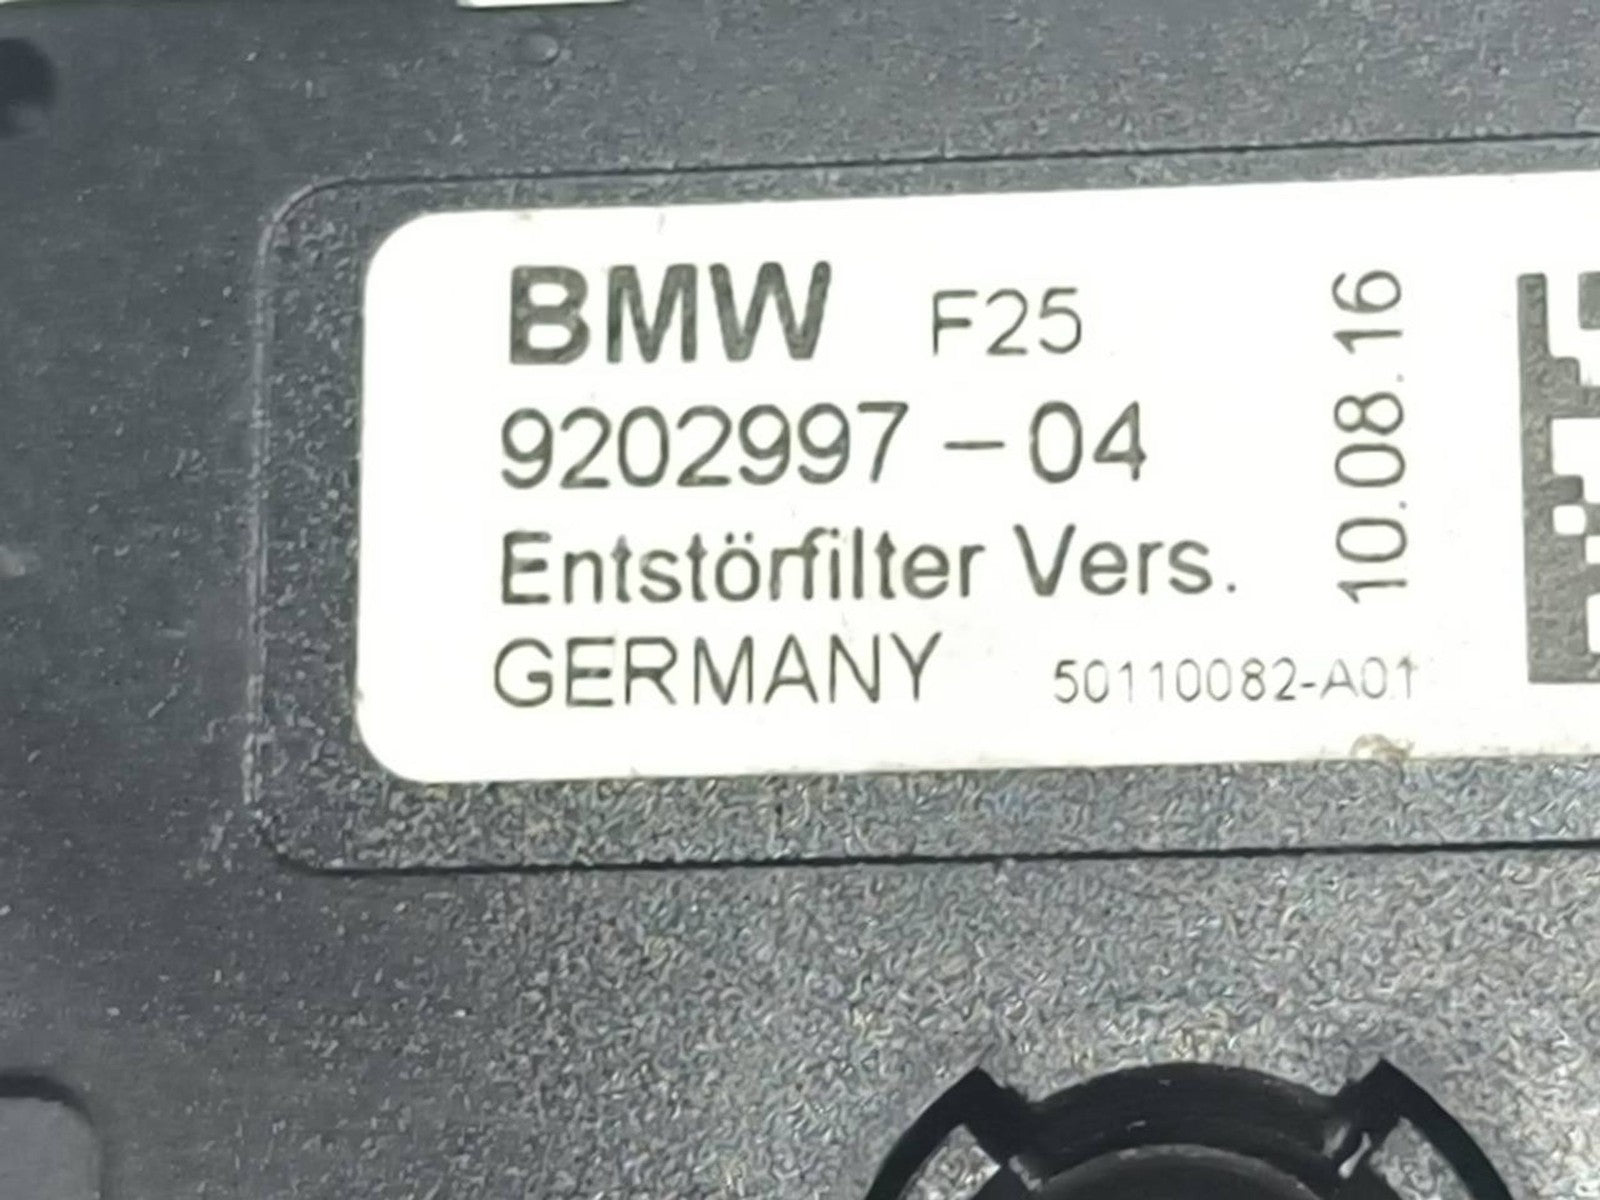 BMW F25
9202997-04
Entstörfilter Vers.
GERMANY 50110082-A01
10.08.16